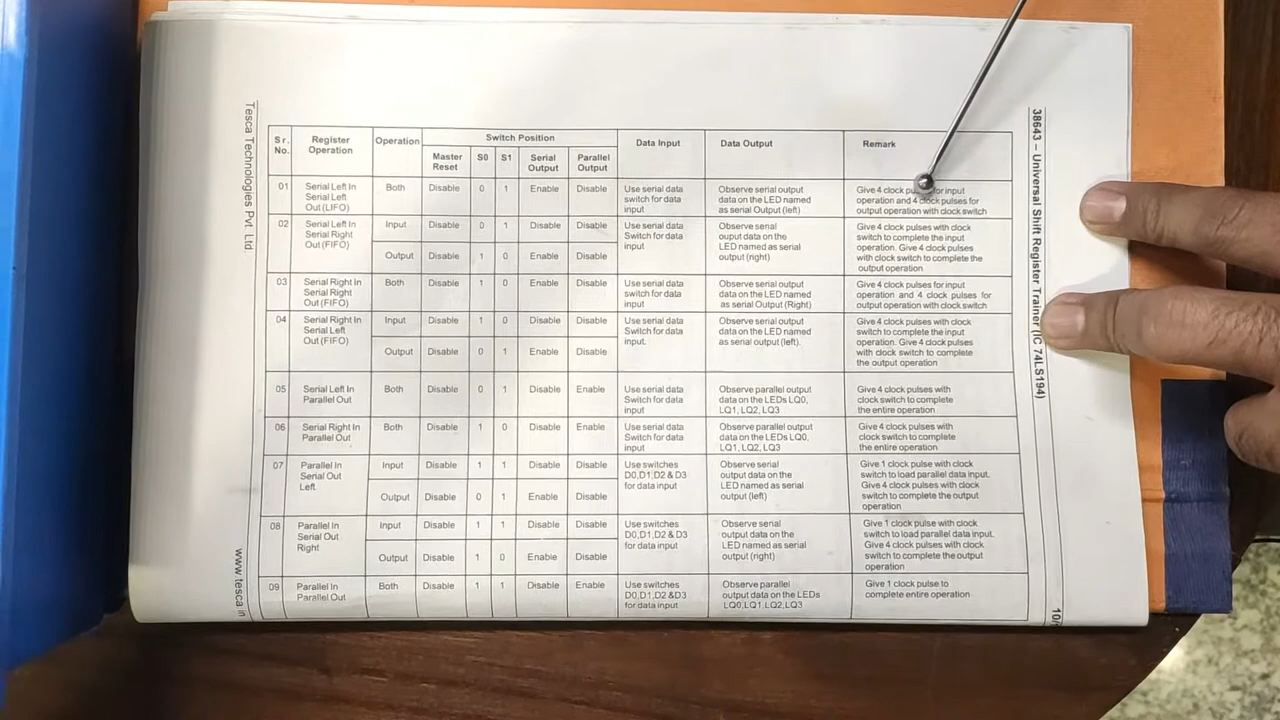 Tesca Technologies Pvt. Ltd.
www.tesca.in
38643 – Universal Shift Register Trainer (IC 74LS194)
10/
Sr. No. Register Operation Operation Switch Position Data Input Data Output Remark
Master Reset S0 S1 Serial Output Parallel Output
01 Serial Left In Both Disable 0 1 Enable Disable Use serial data Observe serial output Give 4 clock for input
Serial Left switch for data data on the LED named operation and 4 clock pulses for
Out (LIFO) input as serial Output (left) output operation with clock switch
02 Serial Left In Input Disable 0 1 Disable Disable Use serial data Observe serial Give 4 clock pulses with clock
Serial Right Switch for data ouput data on the switch to complete the input
Out (FIFO) input LED named as serial operation. Give 4 clock pulses
Output Disable 1 0 Enable Disable output (right) with clock switch to complete the
output operation
03 Serial Right In Both Disable 1 0 Enable Disable Use serial data Observe serial output Give 4 clock pulses for input
Serial Right switch for data data on the LED named operation and 4 clock pulses for
Out (FIFO) input as serial Output (Right) output operation with clock switch
04 Serial Right In Input Disable 1 0 Disable Disable Use serial data Observe serial output Give 4 clock pulses with clock
Serial Left Switch for data data on the LED named switch to complete the input
Out (FIFO) input. as serial output (left). operation. Give 4 clock pulses
Output Disable 0 1 Enable Disable with clock switch to complete
the output operation
05 Serial Left In Both Disable 0 1 Disable Enable Use serial data Observe parallel output Give 4 clock pulses with
Parallel Out Switch for data data on the LEDs LQ0, clock switch to complete
input LQ1, LQ2, LQ3 the entire operation
06 Serial Right In Both Disable 1 0 Disable Enable Use serial data Observe parallel output Give 4 clock pulses with
Parallel Out Switch for data data on the LEDs LQ0, clock switch to complete
input LQ1, LQ2, LQ3 the entire operation
07 Parallel In Input Disable 1 1 Disable Disable Use switches Observe serial Give 1 clock pulse with clock
Serial Out D0,D1,D2 & D3 output data on the switch to load parallel data input.
Left. for data input LED named as serial Give 4 clock pulses with clock
Output Disable 0 1 Enable Disable output (left) switch to complete the output
operation
08 Parallel In Input Disable 1 1 Disable Disable Use switches Observe serial Give 1 clock pulse with clock
Serial Out D0,D1,D2 & D3 output data on the switch to load parallel data input.
Right for data input LED named as serial Give 4 clock pulses with clock
Output Disable 1 0 Enable Disable output (right) switch to complete the output
operation
09 Parallel In Both Disable 1 1 Disable Enable Use switches Observe parallel Give 1 clock pulse to
Parallel Out D0,D1,D2 &D3 output data on the LEDs complete entire operation
for data input LQ0,LQ1,LQ2,LQ3